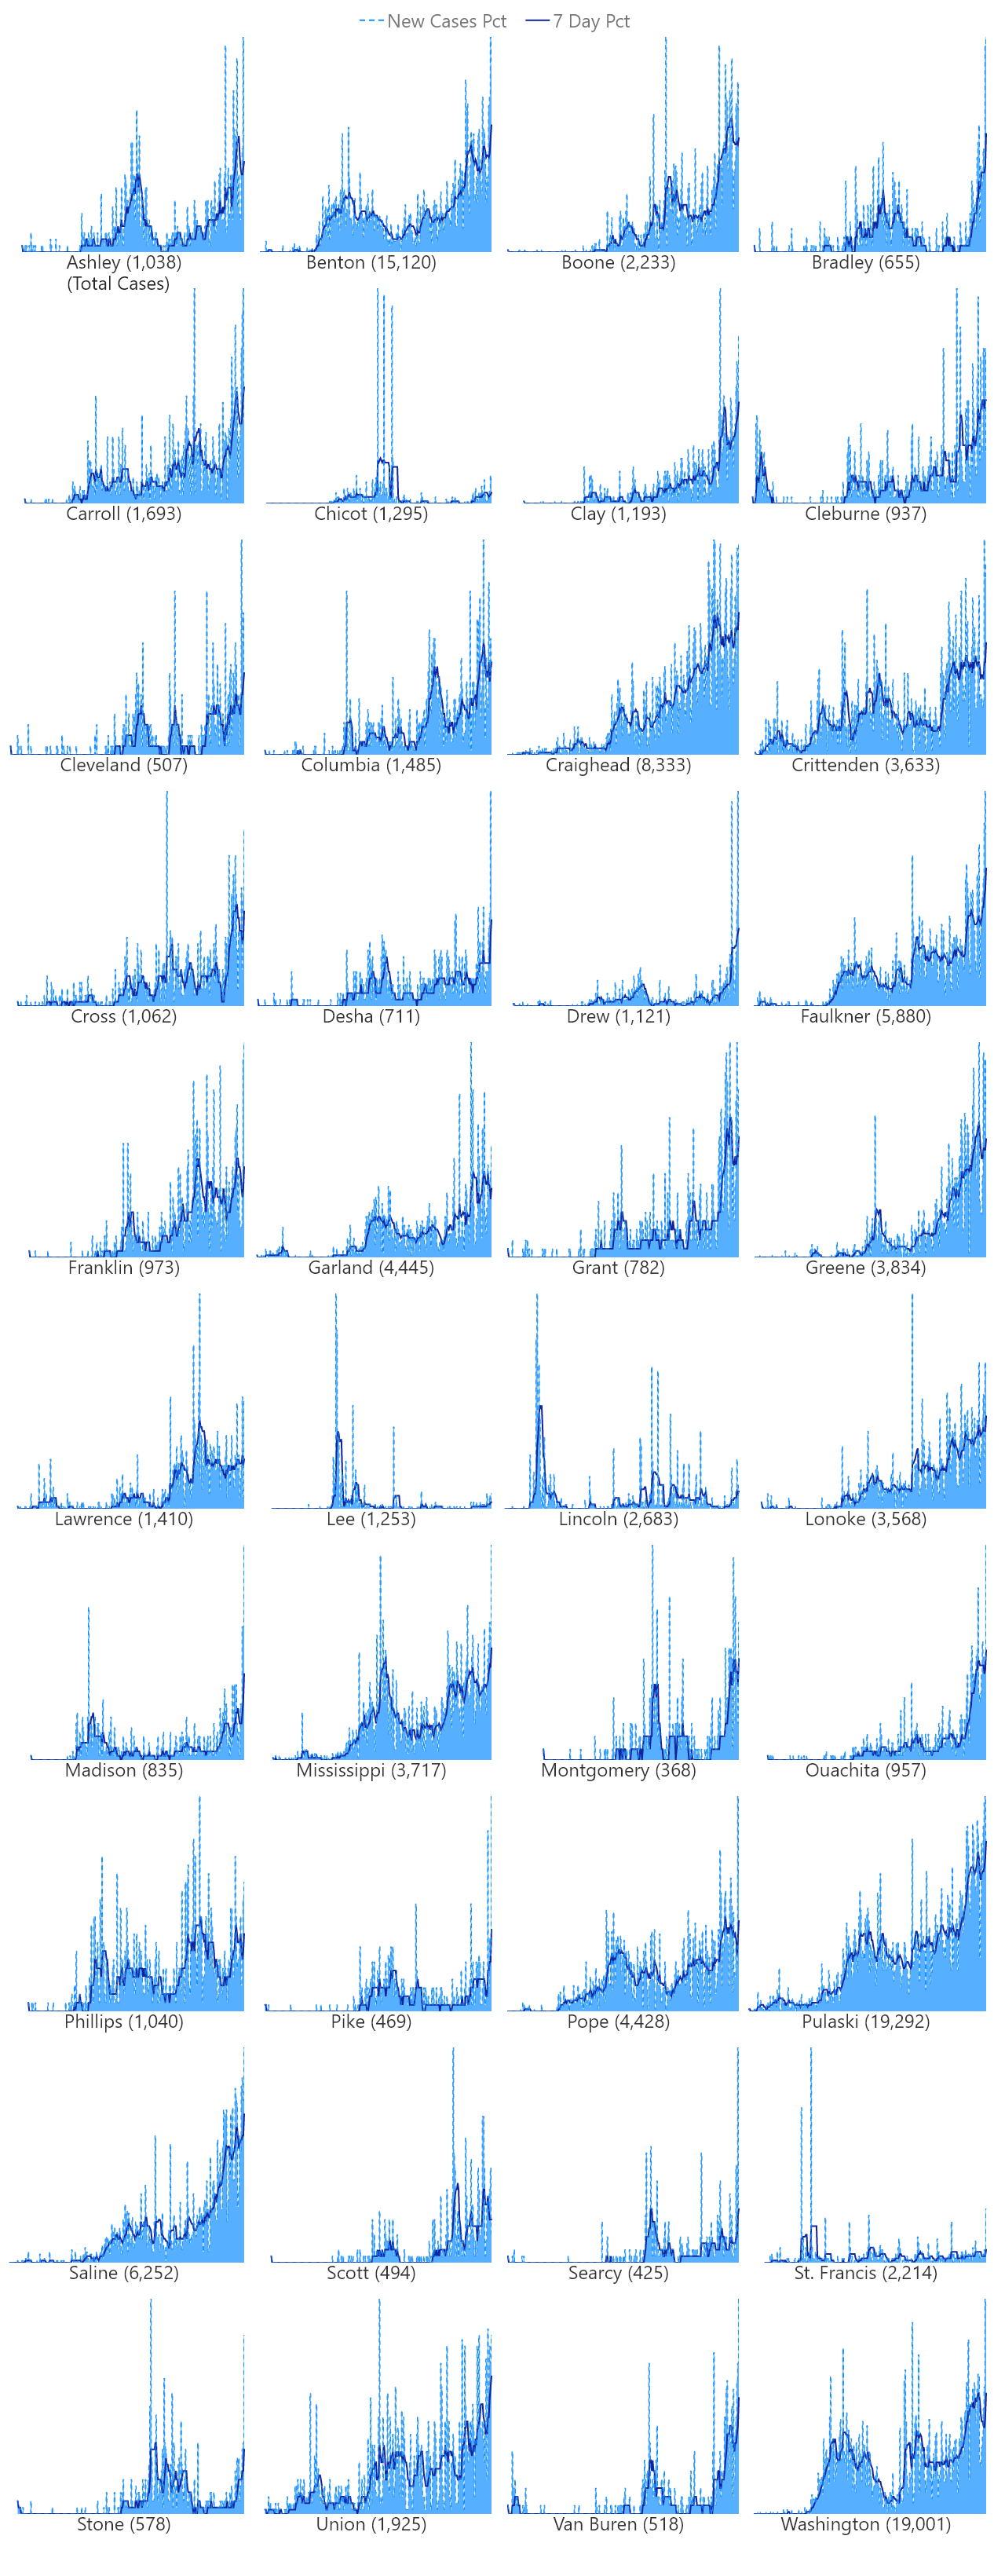 New Cases Pct 7 Day Pct
Ashley (1,038) Benton (15,120) Boone (2,233) Bradley (655)
(Total Cases)
Carroll (1,693) Chicot (1,295) Clay (1,193) Cleburne (937)
Cleveland (507) Columbia (1,485) Craighead (8,333) Crittenden (3,633)
Cross (1,062) Desha (711) Drew (1,121) Faulkner (5,880)
Franklin (973) Garland (4,445) Grant (782) Greene (3,834)
Lawrence (1,410) Lee (1,253) Lincoln (2,683) Lonoke (3,568)
Madison (835) Mississippi (3,717) Montgomery (368) Ouachita (957)
Phillips (1,040) Pike (469) Pope (4,428) Pulaski (19,292)
Saline (6,252) Scott (494) Searcy (425) St. Francis (2,214)
Stone (578) Union (1,925) Van Buren (518) Washington (19,001)